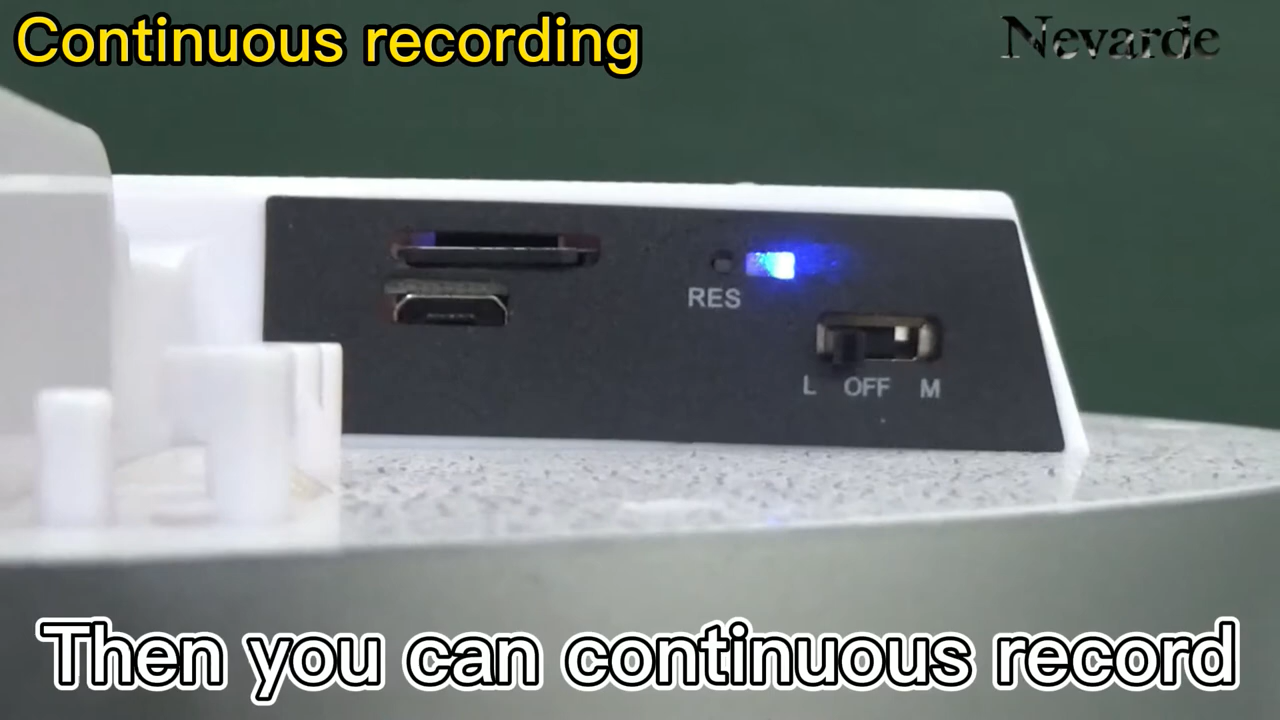 Continuous recording
Nevarde
RES
L OFF M
Then you can continuous record